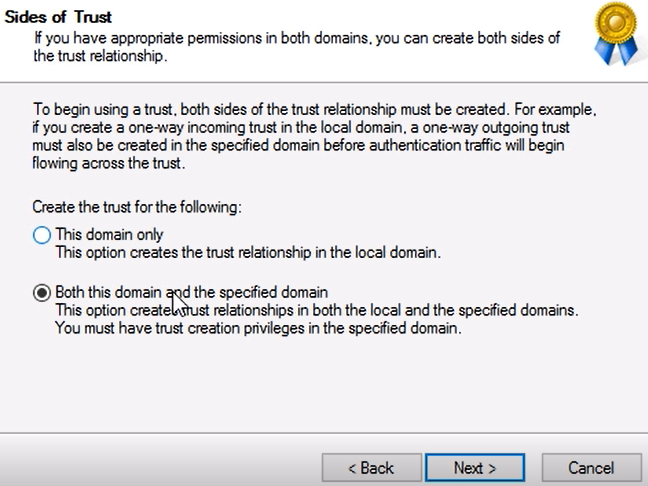 Sides of Trust
If you have appropriate permissions in both domains, you can create both sides of
the trust relationship.
To begin using a trust, both sides of the trust relationship must be created. For example,
if you create a one-way incoming trust in the local domain, a one-way outgoing trust
must also be created in the specified domain before authentication traffic will begin
flowing across the trust.
Create the trust for the following:
This domain only
This option creates the trust relationship in the local domain.
Both this domain and the specified domain
This option creates trust relationships in both the local and the specified domains.
You must have trust creation privileges in the specified domain.
< Back Next > Cancel